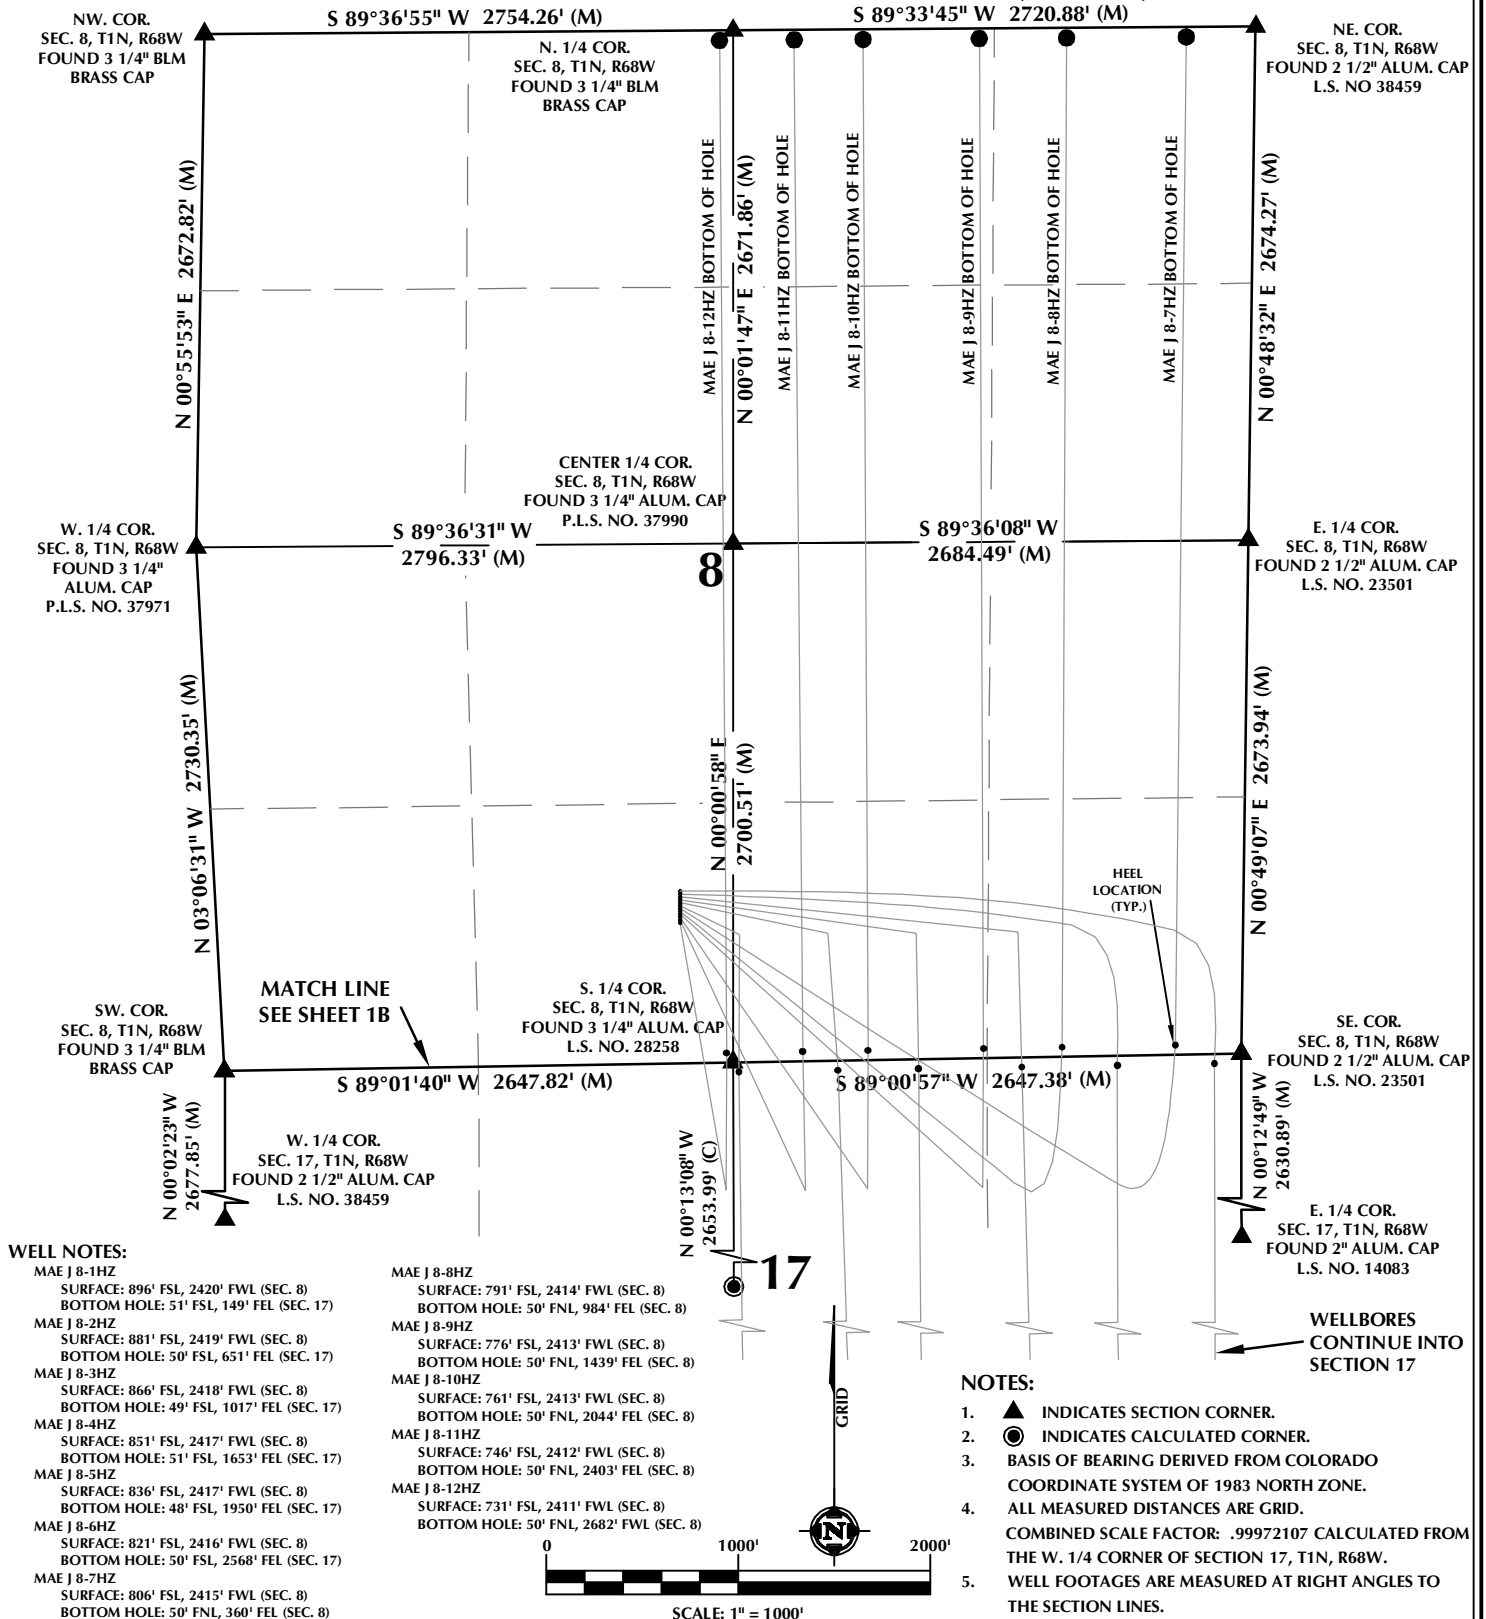 S 89°36'55" W 2754.26' (M)
S 89°33'45" W 2720.88' (M)
NW. COR.
SEC. 8, T1N, R68W
FOUND 3 1/4" BLM
BRASS CAP
N. 1/4 COR.
SEC. 8, T1N, R68W
FOUND 3 1/4" BLM
BRASS CAP
NE. COR.
SEC. 8, T1N, R68W
FOUND 2 1/2" ALUM. CAP
L.S. NO 38459
N 00°55'53" E 2672.82' (M)
MAE J 8-12HZ BOTTOM OF HOLE
N 00°01'47" E 2671.86' (M)
MAE J 8-11HZ BOTTOM OF HOLE
MAE J 8-10HZ BOTTOM OF HOLE
MAE J 8-9HZ BOTTOM OF HOLE
MAE J 8-8HZ BOTTOM OF HOLE
MAE J 8-7HZ BOTTOM OF HOLE
N 00°48'32" E 2674.27' (M)
CENTER 1/4 COR.
SEC. 8, T1N, R68W
FOUND 3 1/4" ALUM. CAP
P.L.S. NO. 37990
W. 1/4 COR.
SEC. 8, T1N, R68W
FOUND 3 1/4"
ALUM. CAP
P.L.S. NO. 37971
S 89°36'31" W
2796.33' (M)
8
S 89°36'08" W
2684.49' (M)
E. 1/4 COR.
SEC. 8, T1N, R68W
FOUND 2 1/2" ALUM. CAP
L.S. NO. 23501
N 03°06'31" W 2730.35' (M)
N 00°00'58" E
2700.51' (M)
N 00°49'07" E 2673.94' (M)
HEEL
LOCATION
(TYP.)
MATCH LINE
SEE SHEET 1B
SW. COR.
SEC. 8, T1N, R68W
FOUND 3 1/4" BLM
BRASS CAP
S. 1/4 COR.
SEC. 8, T1N, R68W
FOUND 3 1/4" ALUM. CAP
L.S. NO. 28258
SE. COR.
SEC. 8, T1N, R68W
FOUND 2 1/2" ALUM. CAP
L.S. NO. 23501
S 89°01'40" W 2647.82' (M)
S 89°00'57" W 2647.38' (M)
N 00°02'23" W
2677.85' (M)
W. 1/4 COR.
SEC. 17, T1N, R68W
FOUND 2 1/2" ALUM. CAP
L.S. NO. 38459
N 00°13'08" W
2653.99' (C)
17
N 00°12'49" W
2630.89' (M)
E. 1/4 COR.
SEC. 17, T1N, R68W
FOUND 2" ALUM. CAP
L.S. NO. 14083
WELLBORES
CONTINUE INTO
SECTION 17
WELL NOTES:
MAE J 8-1HZ
SURFACE: 896' FSL, 2420' FWL (SEC. 8)
BOTTOM HOLE: 51' FSL, 149' FEL (SEC. 17)
MAE J 8-2HZ
SURFACE: 881' FSL, 2419' FWL (SEC. 8)
BOTTOM HOLE: 50' FSL, 651' FEL (SEC. 17)
MAE J 8-3HZ
SURFACE: 866' FSL, 2418' FWL (SEC. 8)
BOTTOM HOLE: 49' FSL, 1017' FEL (SEC. 17)
MAE J 8-4HZ
SURFACE: 851' FSL, 2417' FWL (SEC. 8)
BOTTOM HOLE: 51' FSL, 1653' FEL (SEC. 17)
MAE J 8-5HZ
SURFACE: 836' FSL, 2417' FWL (SEC. 8)
BOTTOM HOLE: 48' FSL, 1950' FEL (SEC. 17)
MAE J 8-6HZ
SURFACE: 821' FSL, 2416' FWL (SEC. 8)
BOTTOM HOLE: 50' FSL, 2568' FEL (SEC. 17)
MAE J 8-7HZ
SURFACE: 806' FSL, 2415' FWL (SEC. 8)
BOTTOM HOLE: 50' FNL, 360' FEL (SEC. 8)
MAE J 8-8HZ
SURFACE: 791' FSL, 2414' FWL (SEC. 8)
BOTTOM HOLE: 50' FNL, 984' FEL (SEC. 8)
MAE J 8-9HZ
SURFACE: 776' FSL, 2413' FWL (SEC. 8)
BOTTOM HOLE: 50' FNL, 1439' FEL (SEC. 8)
MAE J 8-10HZ
SURFACE: 761' FSL, 2413' FWL (SEC. 8)
BOTTOM HOLE: 50' FNL, 2044' FEL (SEC. 8)
MAE J 8-11HZ
SURFACE: 746' FSL, 2412' FWL (SEC. 8)
BOTTOM HOLE: 50' FNL, 2403' FEL (SEC. 8)
MAE J 8-12HZ
SURFACE: 731' FSL, 2411' FWL (SEC. 8)
BOTTOM HOLE: 50' FNL, 2682' FWL (SEC. 8)
GRID
N
0 1000' 2000'
SCALE: 1" = 1000'
NOTES:
1. INDICATES SECTION CORNER.
2. INDICATES CALCULATED CORNER.
3. BASIS OF BEARING DERIVED FROM COLORADO
COORDINATE SYSTEM OF 1983 NORTH ZONE.
4. ALL MEASURED DISTANCES ARE GRID.
COMBINED SCALE FACTOR: .99972107 CALCULATED FROM
THE W. 1/4 CORNER OF SECTION 17, T1N, R68W.
5. WELL FOOTAGES ARE MEASURED AT RIGHT ANGLES TO
THE SECTION LINES.